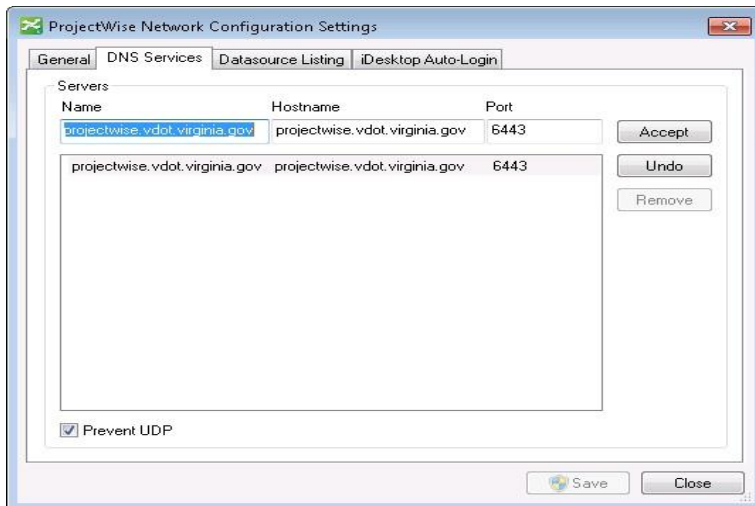 ProjectWise Network Configuration Settings
General DNS Services Datasource Listing iDesktop Auto-Login
Servers
Name Hostname Port
projectwise.vdot.virginia.gov projectwise.vdot.virginia.gov 6443 Accept
projectwise.vdot.virginia.gov projectwise.vdot.virginia.gov 6443 Undo
Remove
Prevent UDP
Save Close